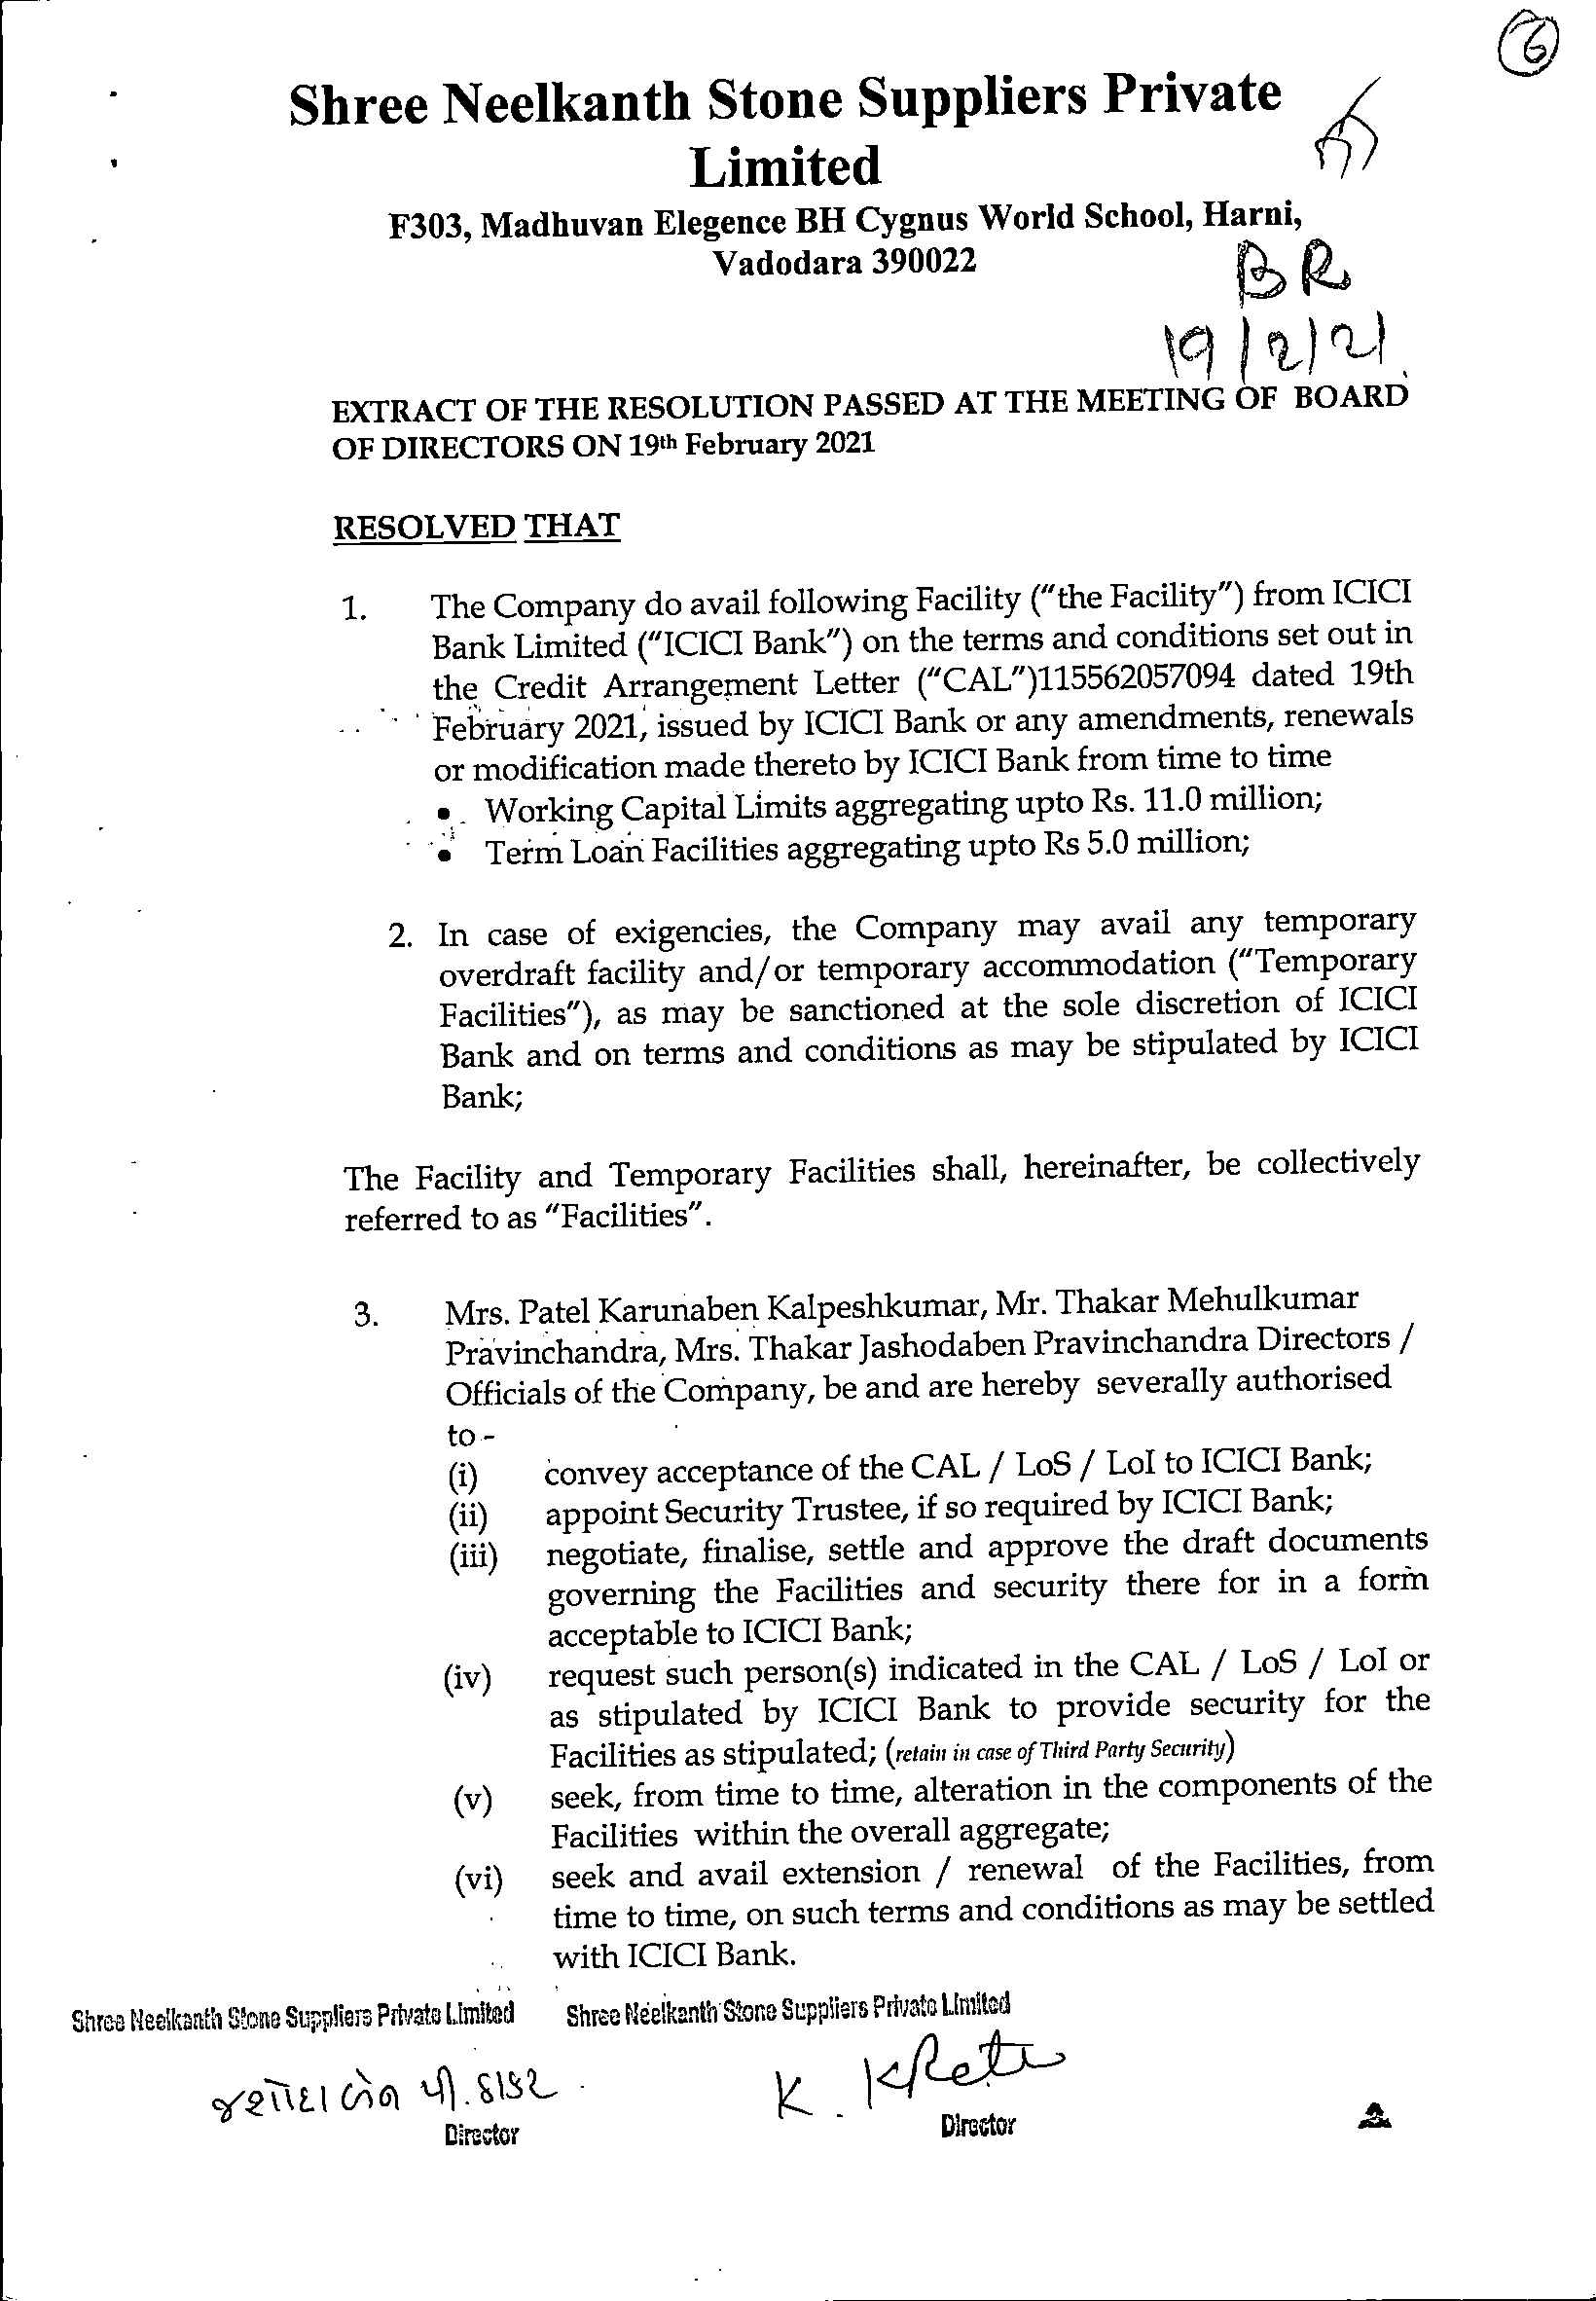 6
Shree Neelkanth Stone Suppliers Private
Limited
F303, Madhuvan Elegence BH Cygnus World School, Harni,
Vadodara 390022
BR
19/2/21
EXTRACT OF THE RESOLUTION PASSED AT THE MEETING OF BOARD
OF DIRECTORS ON 19th February 2021
RESOLVED THAT
1. The Company do avail following Facility (“the Facility”) from ICICI
Bank Limited (“ICICI Bank”) on the terms and conditions set out in
the Credit Arrangement Letter (“CAL”)115562057094 dated 19th
February 2021, issued by ICICI Bank or any amendments, renewals
or modification made thereto by ICICI Bank from time to time
• Working Capital Limits aggregating upto Rs. 11.0 million;
• Term Loan Facilities aggregating upto Rs 5.0 million;
2. In case of exigencies, the Company may avail any temporary
overdraft facility and/or temporary accommodation (“Temporary
Facilities”), as may be sanctioned at the sole discretion of ICICI
Bank and on terms and conditions as may be stipulated by ICICI
Bank;
The Facility and Temporary Facilities shall, hereinafter, be collectively
referred to as “Facilities”.
3. Mrs. Patel Karunaben Kalpeshkumar, Mr. Thakar Mehulkumar
Pravinchandra, Mrs. Thakar Jashodaben Pravinchandra Directors /
Officials of the Company, be and are hereby severally authorised
to -
(i) convey acceptance of the CAL / LoS / LoI to ICICI Bank;
(ii) appoint Security Trustee, if so required by ICICI Bank;
(iii) negotiate, finalise, settle and approve the draft documents
governing the Facilities and security there for in a form
acceptable to ICICI Bank;
(iv) request such person(s) indicated in the CAL / LoS / LoI or
as stipulated by ICICI Bank to provide security for the
Facilities as stipulated; (retain in case of Third Party Security)
(v) seek, from time to time, alteration in the components of the
Facilities within the overall aggregate;
(vi) seek and avail extension / renewal of the Facilities, from
time to time, on such terms and conditions as may be settled
with ICICI Bank.
Shree Neelkanth Stone Suppliers Private Limited Shree Neelkanth Stone Suppliers Private Limited
જશોદાબેન પી. ઠાકર
Director Director